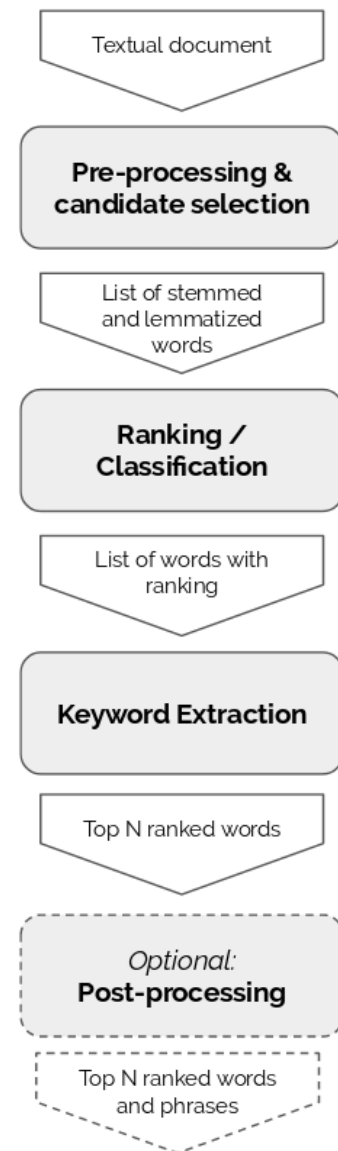 Textual document
Pre-processing &
candidate selection
List of stemmed
and lemmatized
words
Ranking /
Classification
List of words with
ranking
Keyword Extraction
Top N ranked words
Optional:
Post-processing
Top N ranked words
and phrases